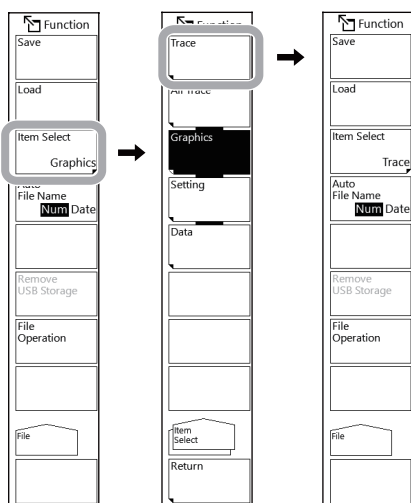 Function
Save
Load
Item Select
Graphics
Auto
File Name
Num Date
Remove
USB Storage
File
Operation
File
Function
Trace
All Trace
Graphics
Setting
Data
Item
Select
Return
Function
Save
Load
Item Select
Trace
Auto
File Name
Num Date
Remove
USB Storage
File
Operation
File